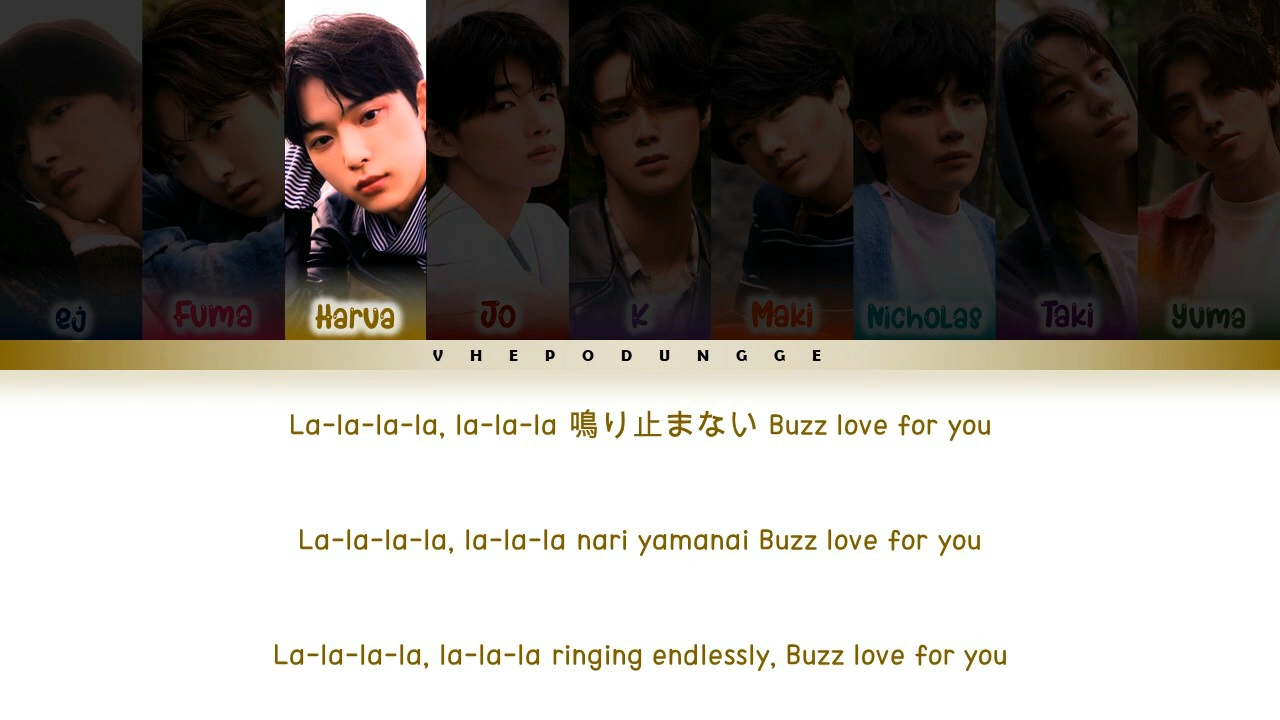 ej Fuma Harua Jo K Maki Nicholas Taki Yuma
VHEPODUNGGE
La-la-la-la, la-la-la 鳴り止まない Buzz love for you
La-la-la-la, la-la-la nari yamanai Buzz love for you
La-la-la-la, la-la-la ringing endlessly, Buzz love for you